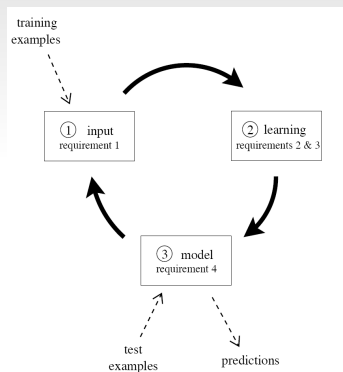 training
examples
1 input
requirement 1
2 learning
requirements 2 & 3
3 model
requirement 4
test
examples
predictions